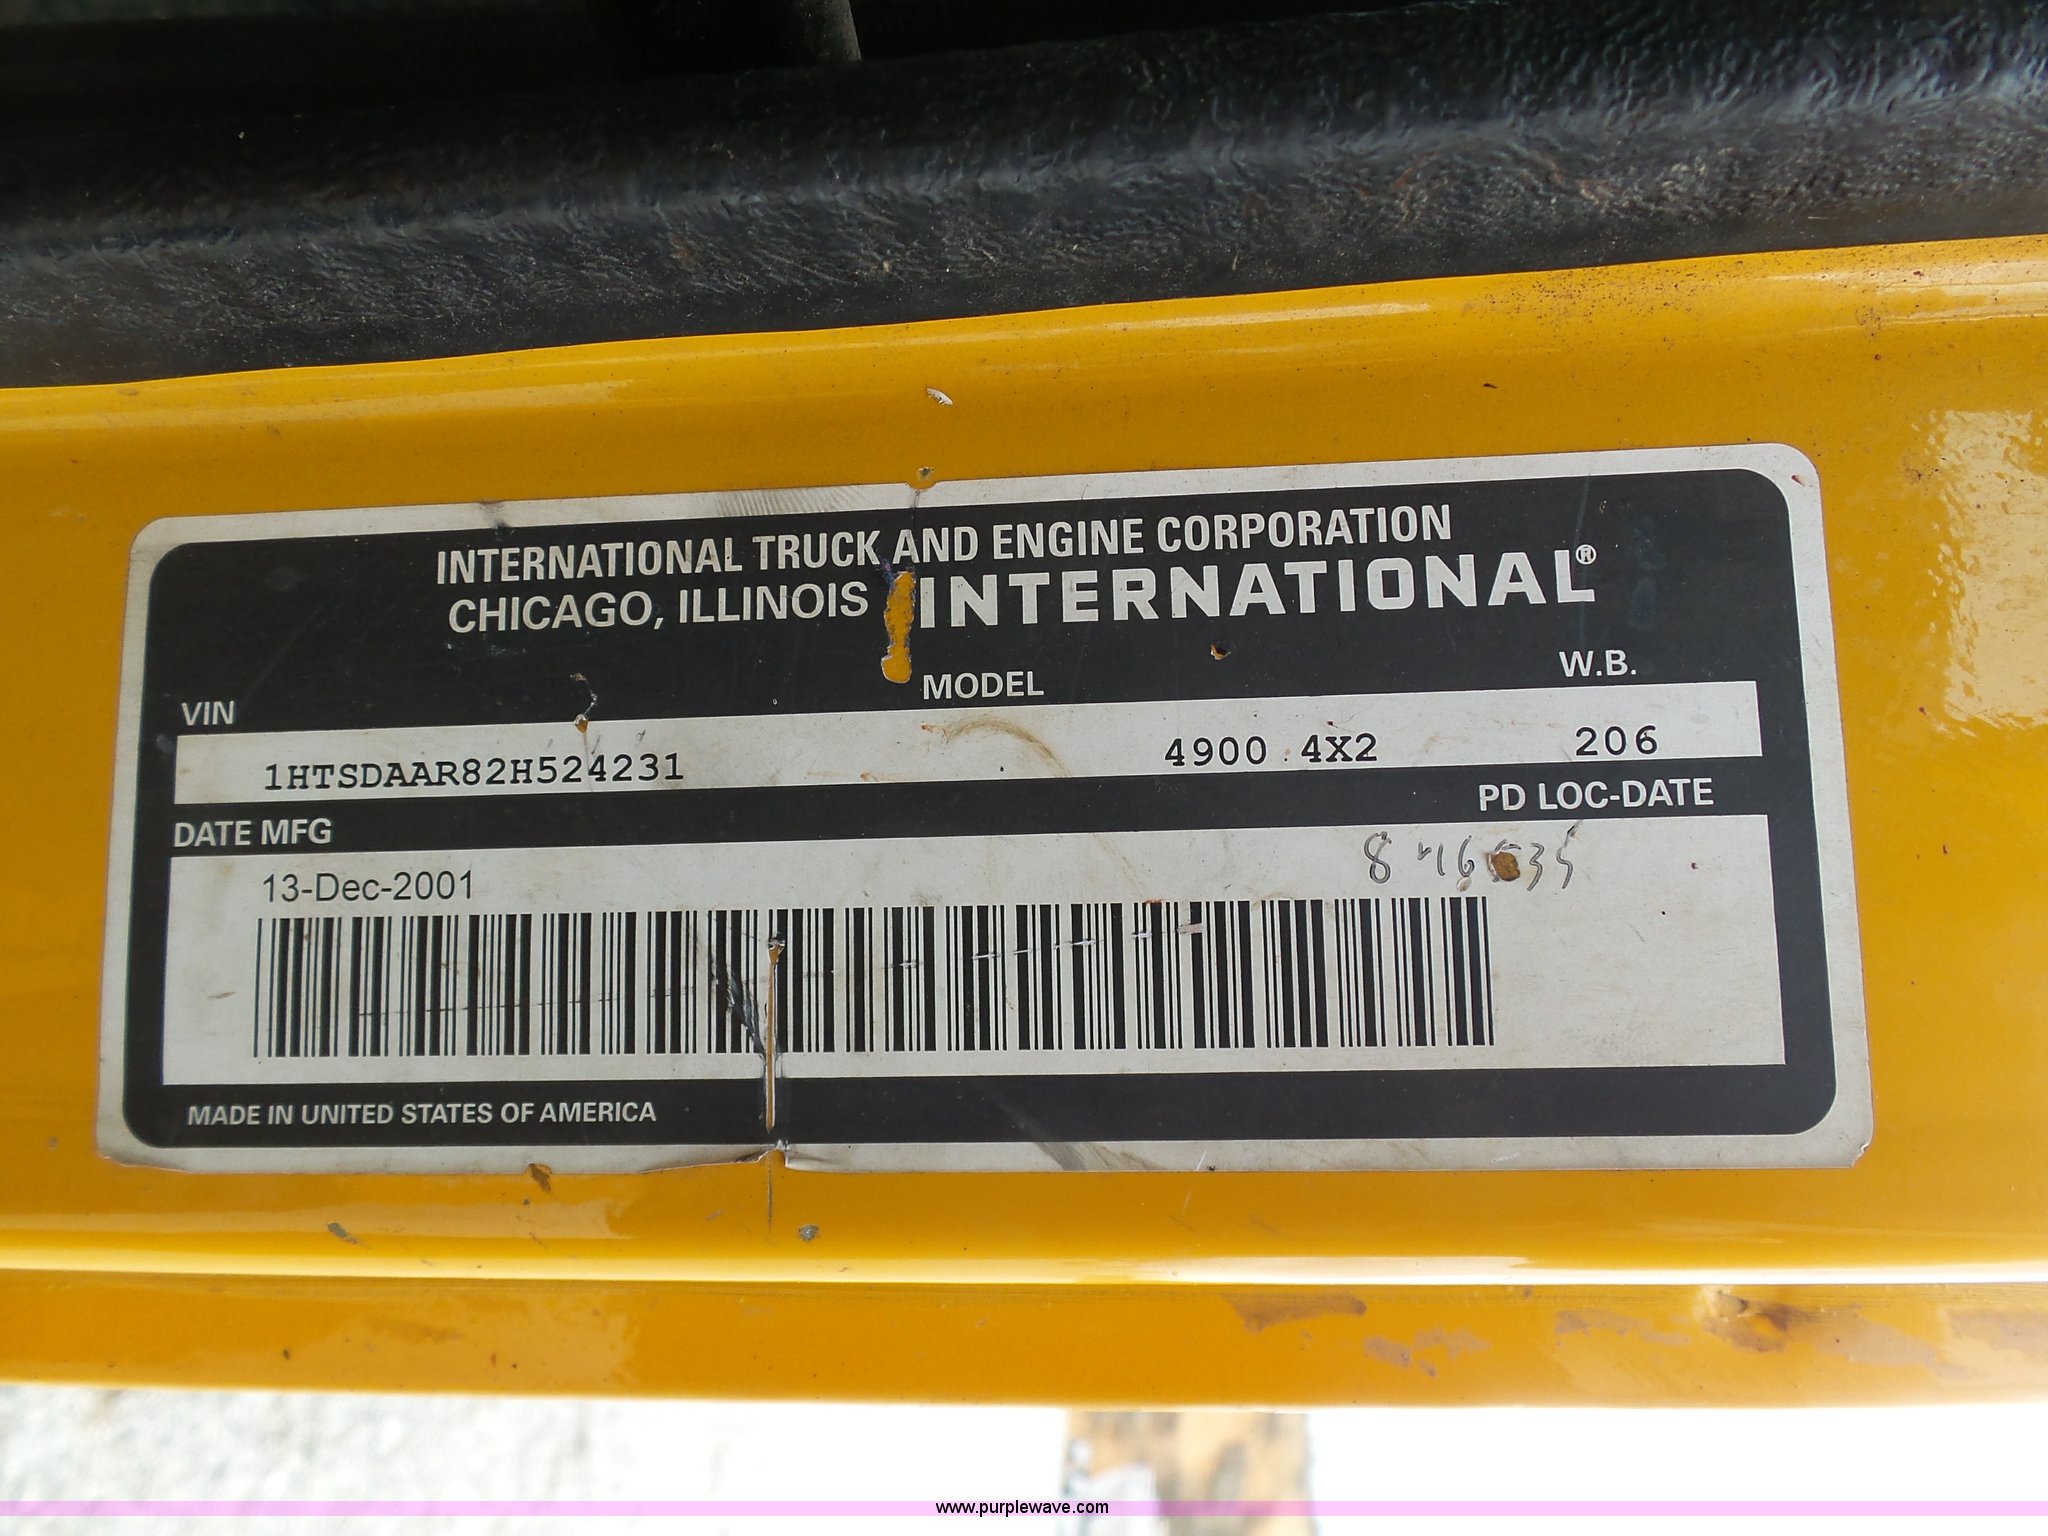 INTERNATIONAL TRUCK AND ENGINE CORPORATION
CHICAGO, ILLINOIS INTERNATIONAL®
VIN MODEL W.B.
1HTSDAAR82H524231 4900 4X2 206
DATE MFG PD LOC-DATE
13-Dec-2001
MADE IN UNITED STATES OF AMERICA
www.purplewave.com